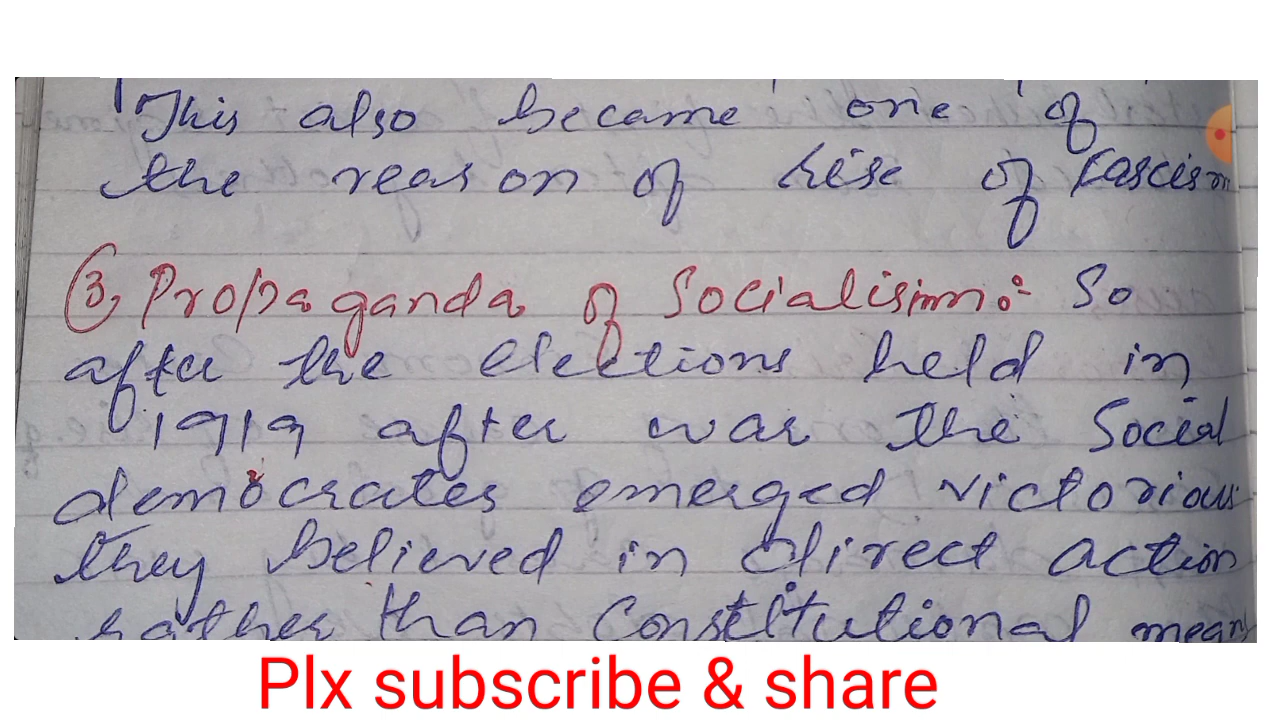 This also became one of
the reason of rise of Fascism
③ Propaganda of Socialism:- So
after the elections held in
1919 after war the Social
democrates emerged victorious
they believed in direct action
rather than Constitutional means
Plx subscribe & share